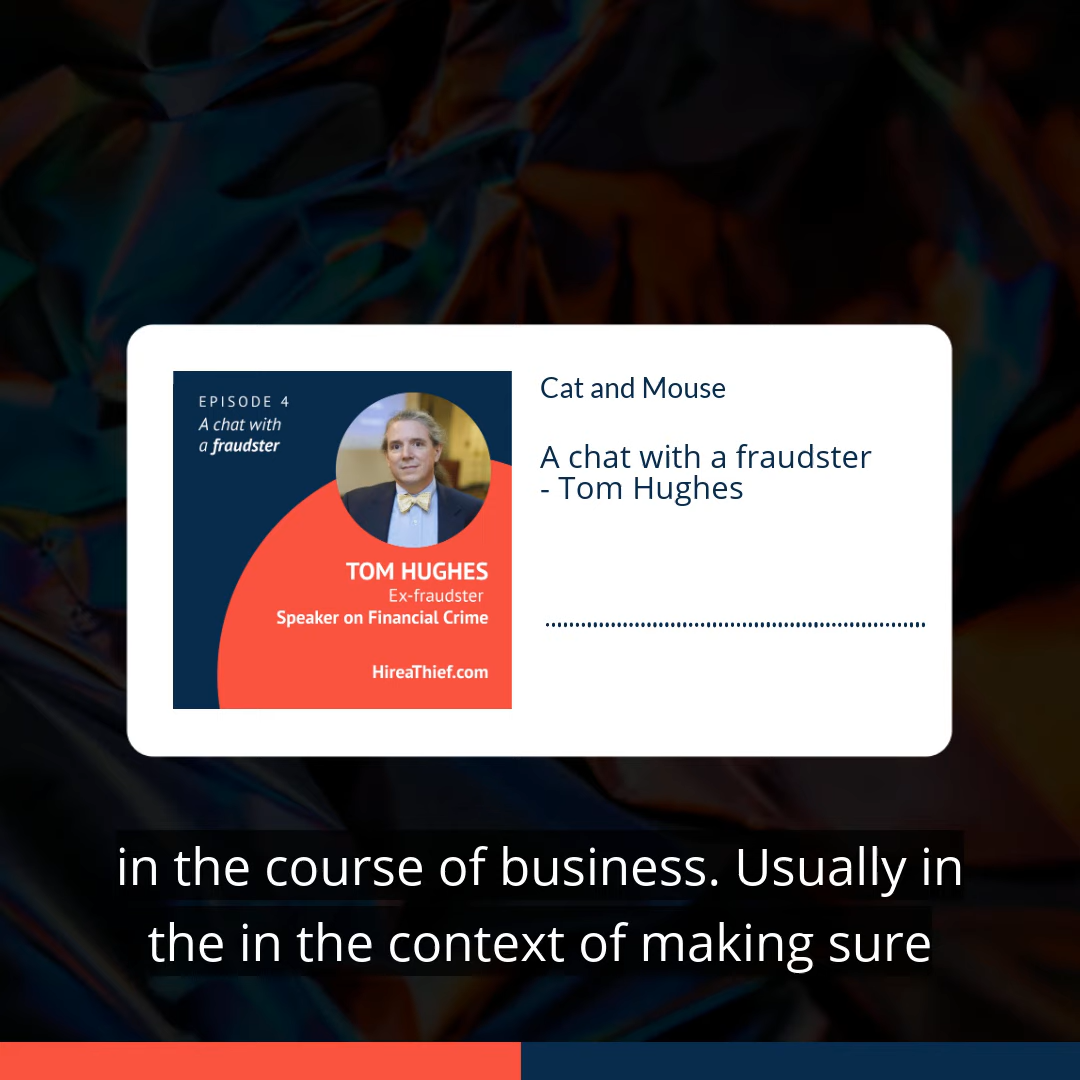 EPISODE 4
A chat with
a fraudster
TOM HUGHES
Ex-fraudster
Speaker on Financial Crime
HireaThief.com
Cat and Mouse
A chat with a fraudster
- Tom Hughes
in the course of business. Usually in
the in the context of making sure